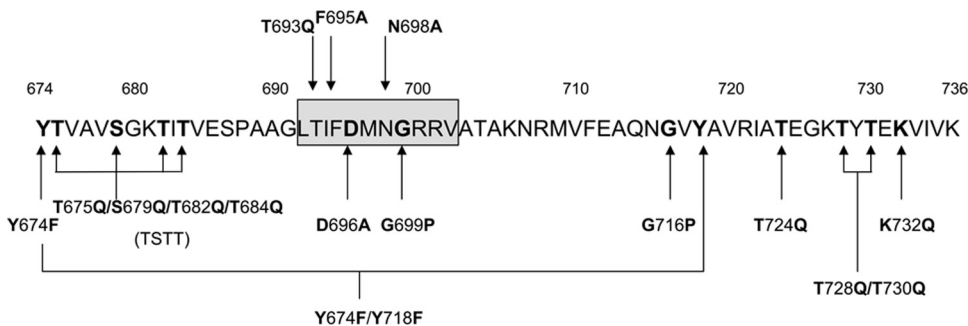 T693Q F695A N698A
674 680 690 700 710 720 730 736
YTVAVSGKTITVESPAAGLTIFDMNGRRVATAKNRMVFEAQNGVYAVRIATEGKTYTEKVIVK
T675Q/S679Q/T682Q/T684Q
Y674F (TSTT) D696A G699P G716P T724Q K732Q
T728Q/T730Q
Y674F/Y718F